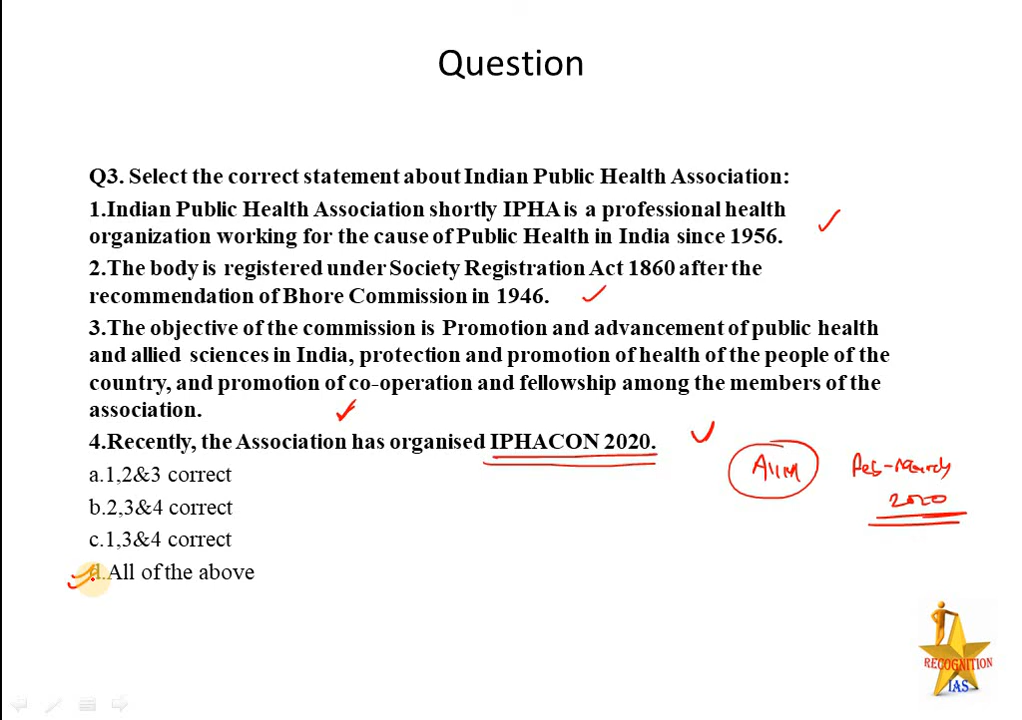 Question
Q3. Select the correct statement about Indian Public Health Association:
1.Indian Public Health Association shortly IPHA is a professional health
organization working for the cause of Public Health in India since 1956.
2.The body is registered under Society Registration Act 1860 after the
recommendation of Bhore Commission in 1946.
3.The objective of the commission is Promotion and advancement of public health
and allied sciences in India, protection and promotion of health of the people of the
country, and promotion of co-operation and fellowship among the members of the
association.
4.Recently, the Association has organised IPHACON 2020.
AIIM
2020
a.1,2&3 correct
b.2,3&4 correct
c.1,3&4 correct
d.All of the above
RECOGNITION
IAS